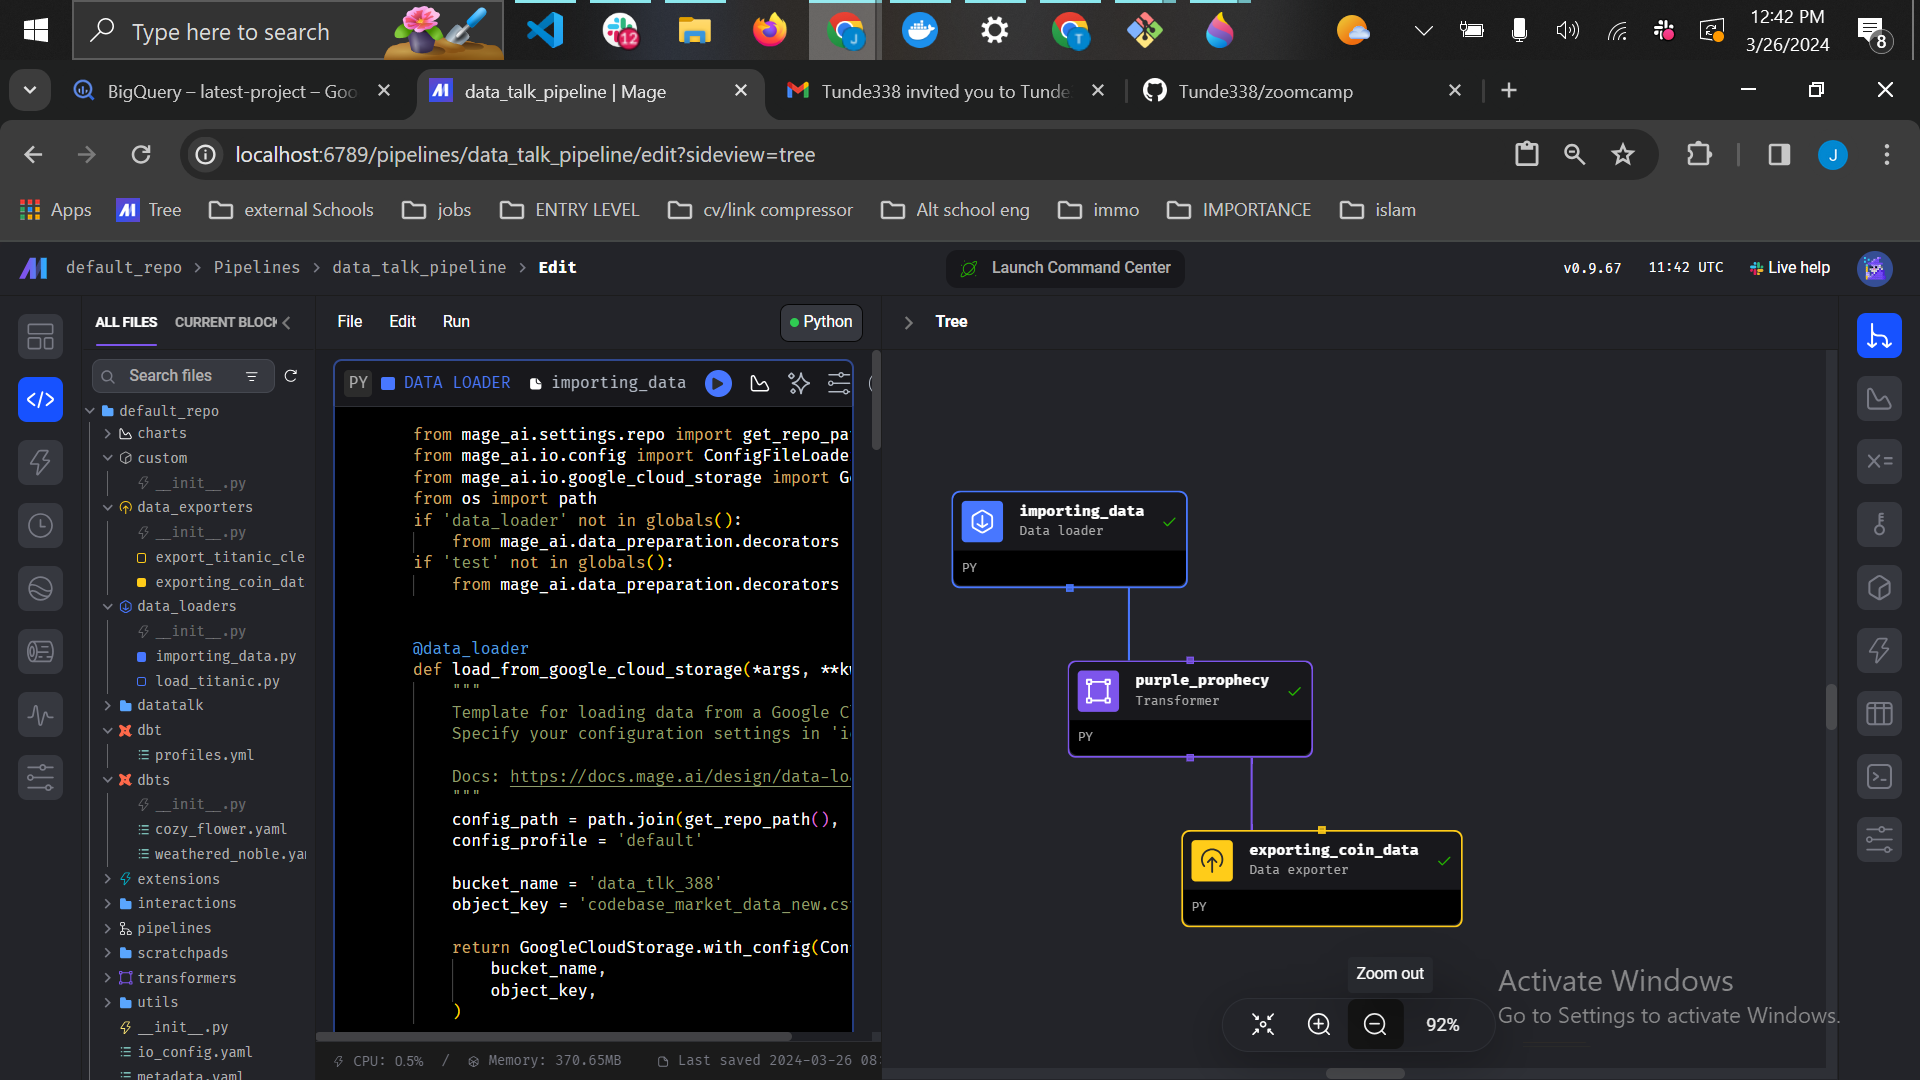 Type here to search
12
J
T
12:42 PM
3/26/2024
8
BigQuery – latest-project – Goo
data_talk_pipeline | Mage
Tunde338 invited you to Tunde
Tunde338/zoomcamp
localhost:6789/pipelines/data_talk_pipeline/edit?sideview=tree
J
Apps
Tree
external Schools
jobs
ENTRY LEVEL
cv/link compressor
Alt school eng
immo
IMPORTANCE
islam
default_repo > Pipelines > data_talk_pipeline > Edit
Launch Command Center
v0.9.67
11:42 UTC
Live help
ALL FILES
CURRENT BLOCK
File
Edit
Run
Python
Tree
Search files
default_repo
charts
custom
__init__.py
data_exporters
__init__.py
export_titanic_cle
exporting_coin_dat
data_loaders
__init__.py
importing_data.py
load_titanic.py
datatalk
dbt
profiles.yml
dbts
__init__.py
cozy_flower.yaml
weathered_noble.yam
extensions
interactions
pipelines
scratchpads
transformers
utils
__init__.py
io_config.yaml
metadata.yaml
PY DATA LOADER importing_data
from mage_ai.settings.repo import get_repo_pa
from mage_ai.io.config import ConfigFileLoade
from mage_ai.io.google_cloud_storage import G
from os import path
if 'data_loader' not in globals():
from mage_ai.data_preparation.decorators
if 'test' not in globals():
from mage_ai.data_preparation.decorators
@data_loader
def load_from_google_cloud_storage(*args, **kw
"""
Template for loading data from a Google Cl
Specify your configuration settings in 'io
Docs: https://docs.mage.ai/design/data-loa
"""
config_path = path.join(get_repo_path(),
config_profile = 'default'
bucket_name = 'data_tlk_388'
object_key = 'codebase_market_data_new.cs
return GoogleCloudStorage.with_config(Con
bucket_name,
object_key,
)
CPU: 0.5% / Memory: 370.65MB
Last saved 2024-03-26 08:
importing_data
Data loader
PY
purple_prophecy
Transformer
PY
exporting_coin_data
Data exporter
PY
Zoom out
92%
Activate Windows
Go to Settings to activate Windows.